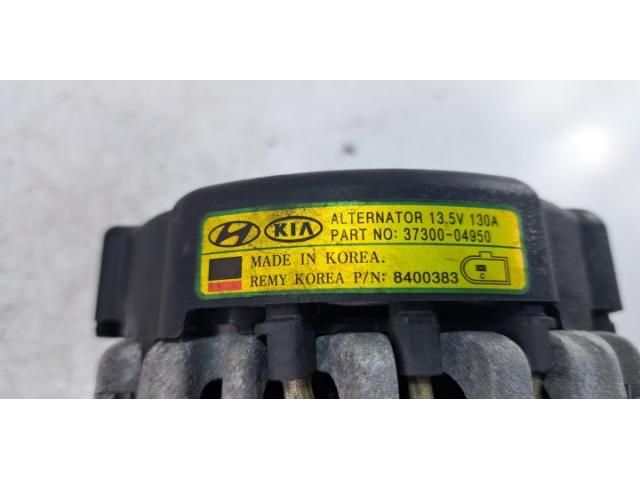 KIA
ALTERNATOR 13.5V 130A
PART NO: 37300-04950
MADE IN KOREA.
REMY KOREA P/N: 8400383
C